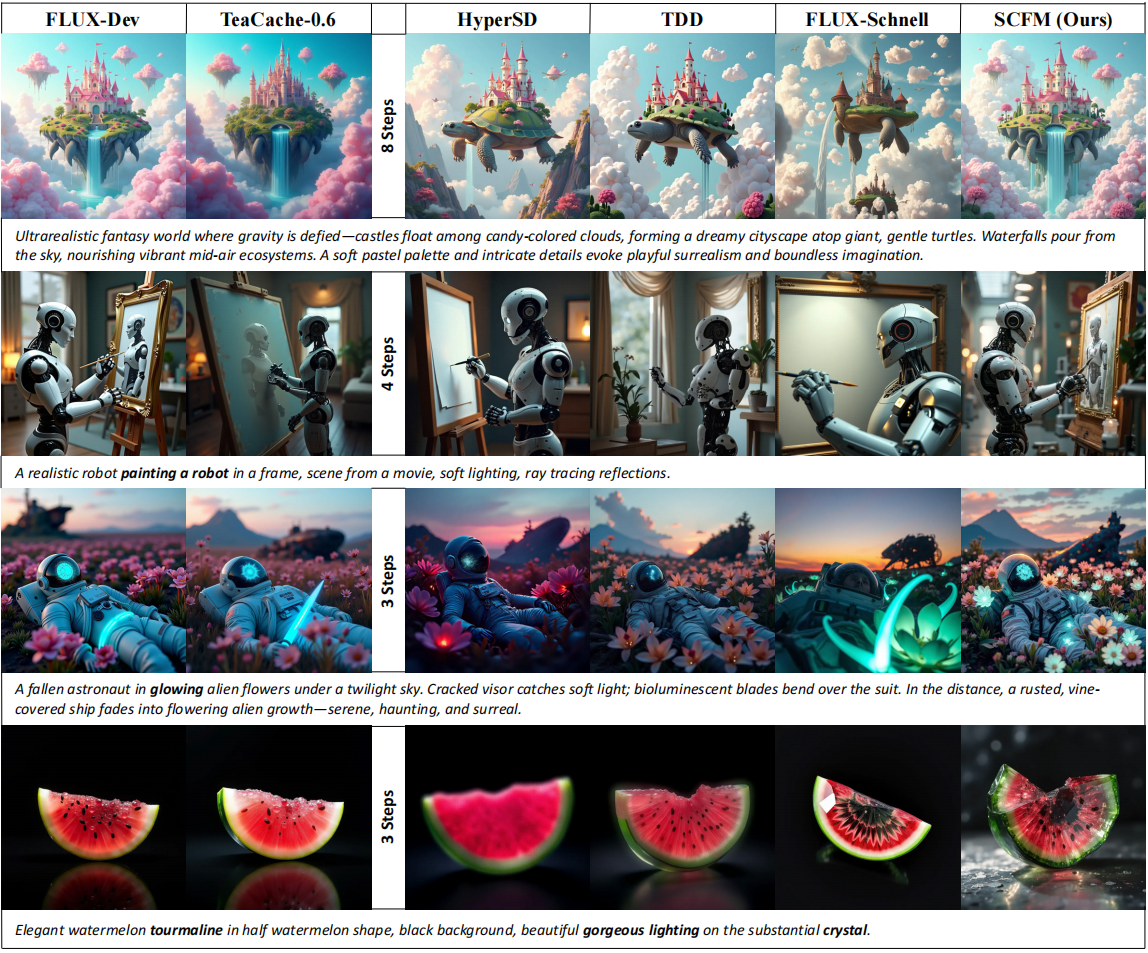 FLUX-Dev TeaCache-0.6 HyperSD TDD FLUX-Schnell SCFM (Ours)
8 Steps
Ultrarealistic fantasy world where gravity is defied—castles float among candy-colored clouds, forming a dreamy cityscape atop giant, gentle turtles. Waterfalls pour from
the sky, nourishing vibrant mid-air ecosystems. A soft pastel palette and intricate details evoke playful surrealism and boundless imagination.
4 Steps
A realistic robot painting a robot in a frame, scene from a movie, soft lighting, ray tracing reflections.
3 Steps
A fallen astronaut in glowing alien flowers under a twilight sky. Cracked visor catches soft light; bioluminescent blades bend over the suit. In the distance, a rusted, vine-
covered ship fades into flowering alien growth—serene, haunting, and surreal.
3 Steps
Elegant watermelon tourmaline in half watermelon shape, black background, beautiful gorgeous lighting on the substantial crystal.